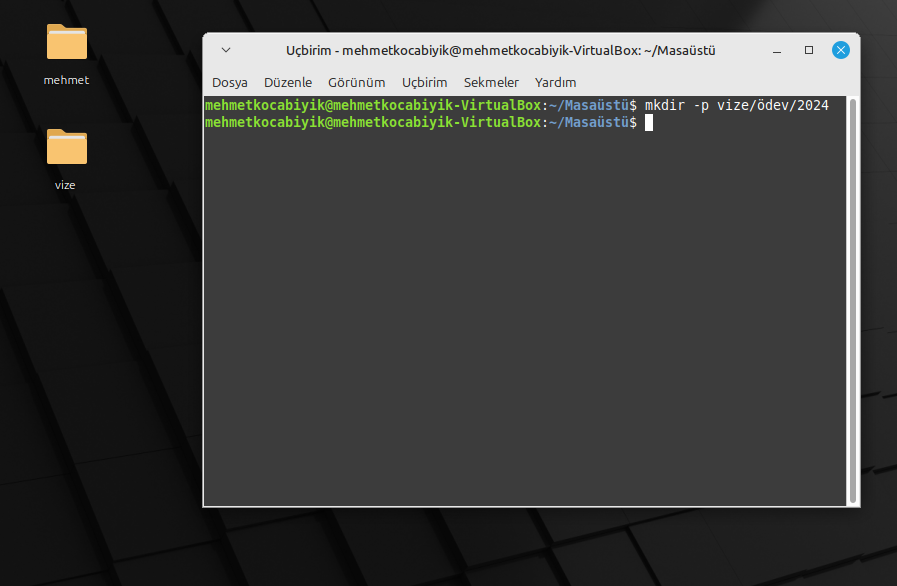 mehmet
vize
Uçbirim - mehmetkocabiyik@mehmetkocabiyik-VirtualBox: ~/Masaüstü
Dosya Düzenle Görünüm Uçbirim Sekmeler Yardım
mehmetkocabiyik@mehmetkocabiyik-VirtualBox:~/Masaüstü$ mkdir -p vize/ödev/2024
mehmetkocabiyik@mehmetkocabiyik-VirtualBox:~/Masaüstü$